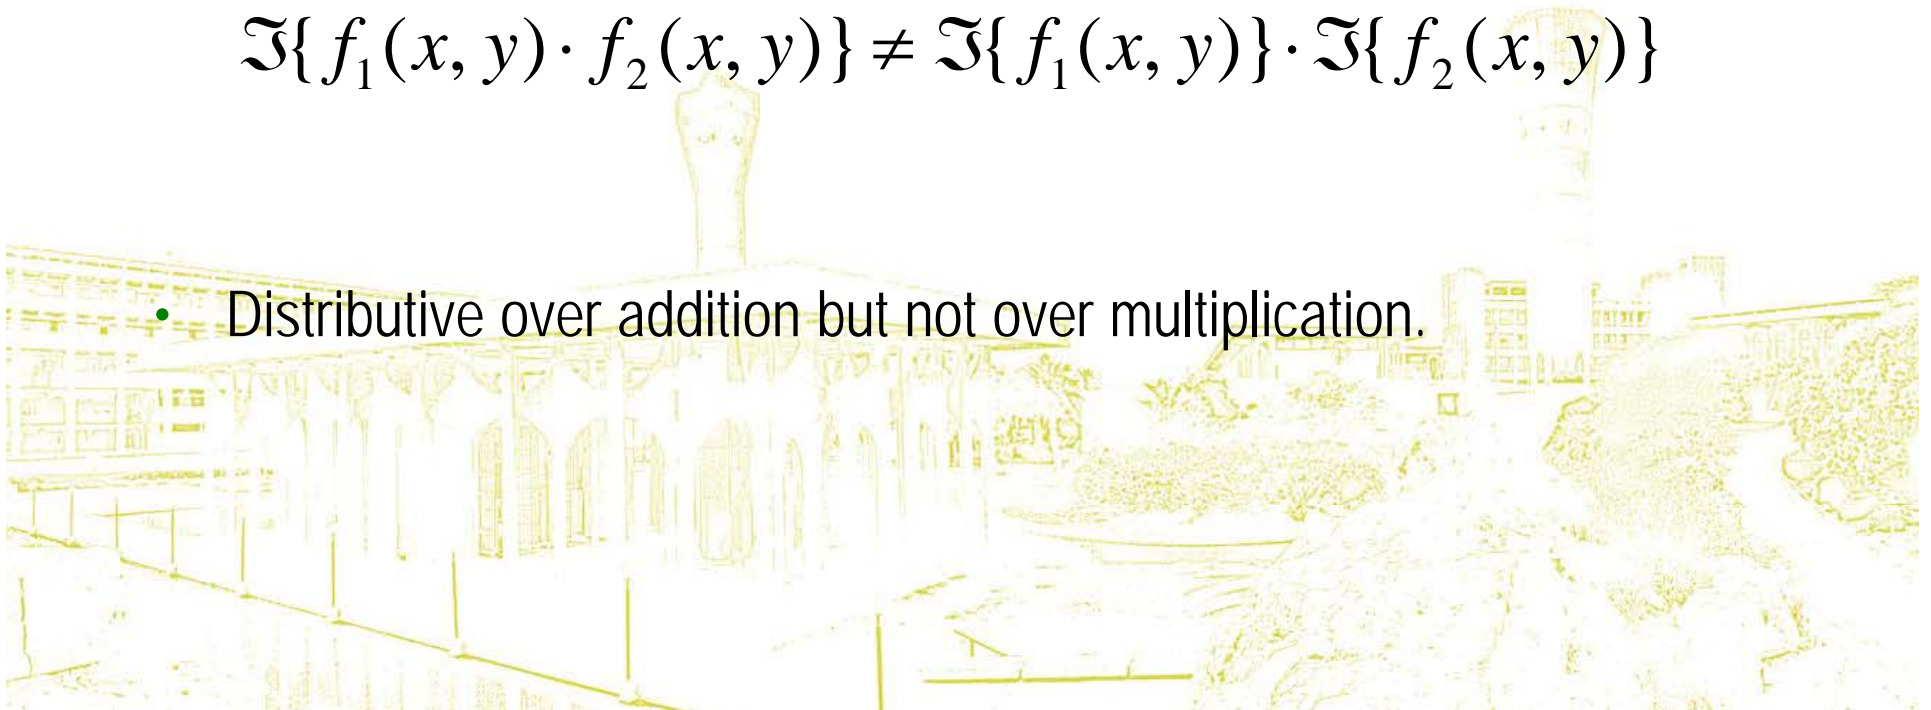 ℑ{f₁(x, y)·f₂(x, y)} ≠ ℑ{f₁(x, y)}·ℑ{f₂(x, y)}
• Distributive over addition but not over multiplication.